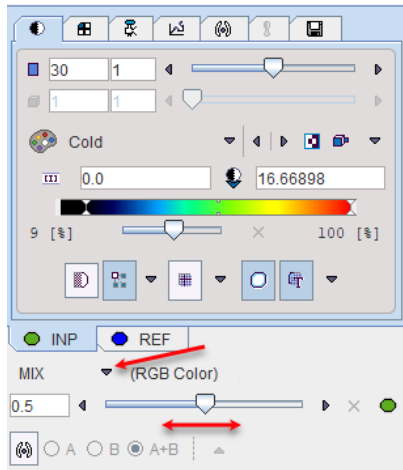 30 1
1 1
Cold
0.0 16.66898
9 [%] 100 [%]
INP REF
MIX (RGB Color)
0.5
A B A+B